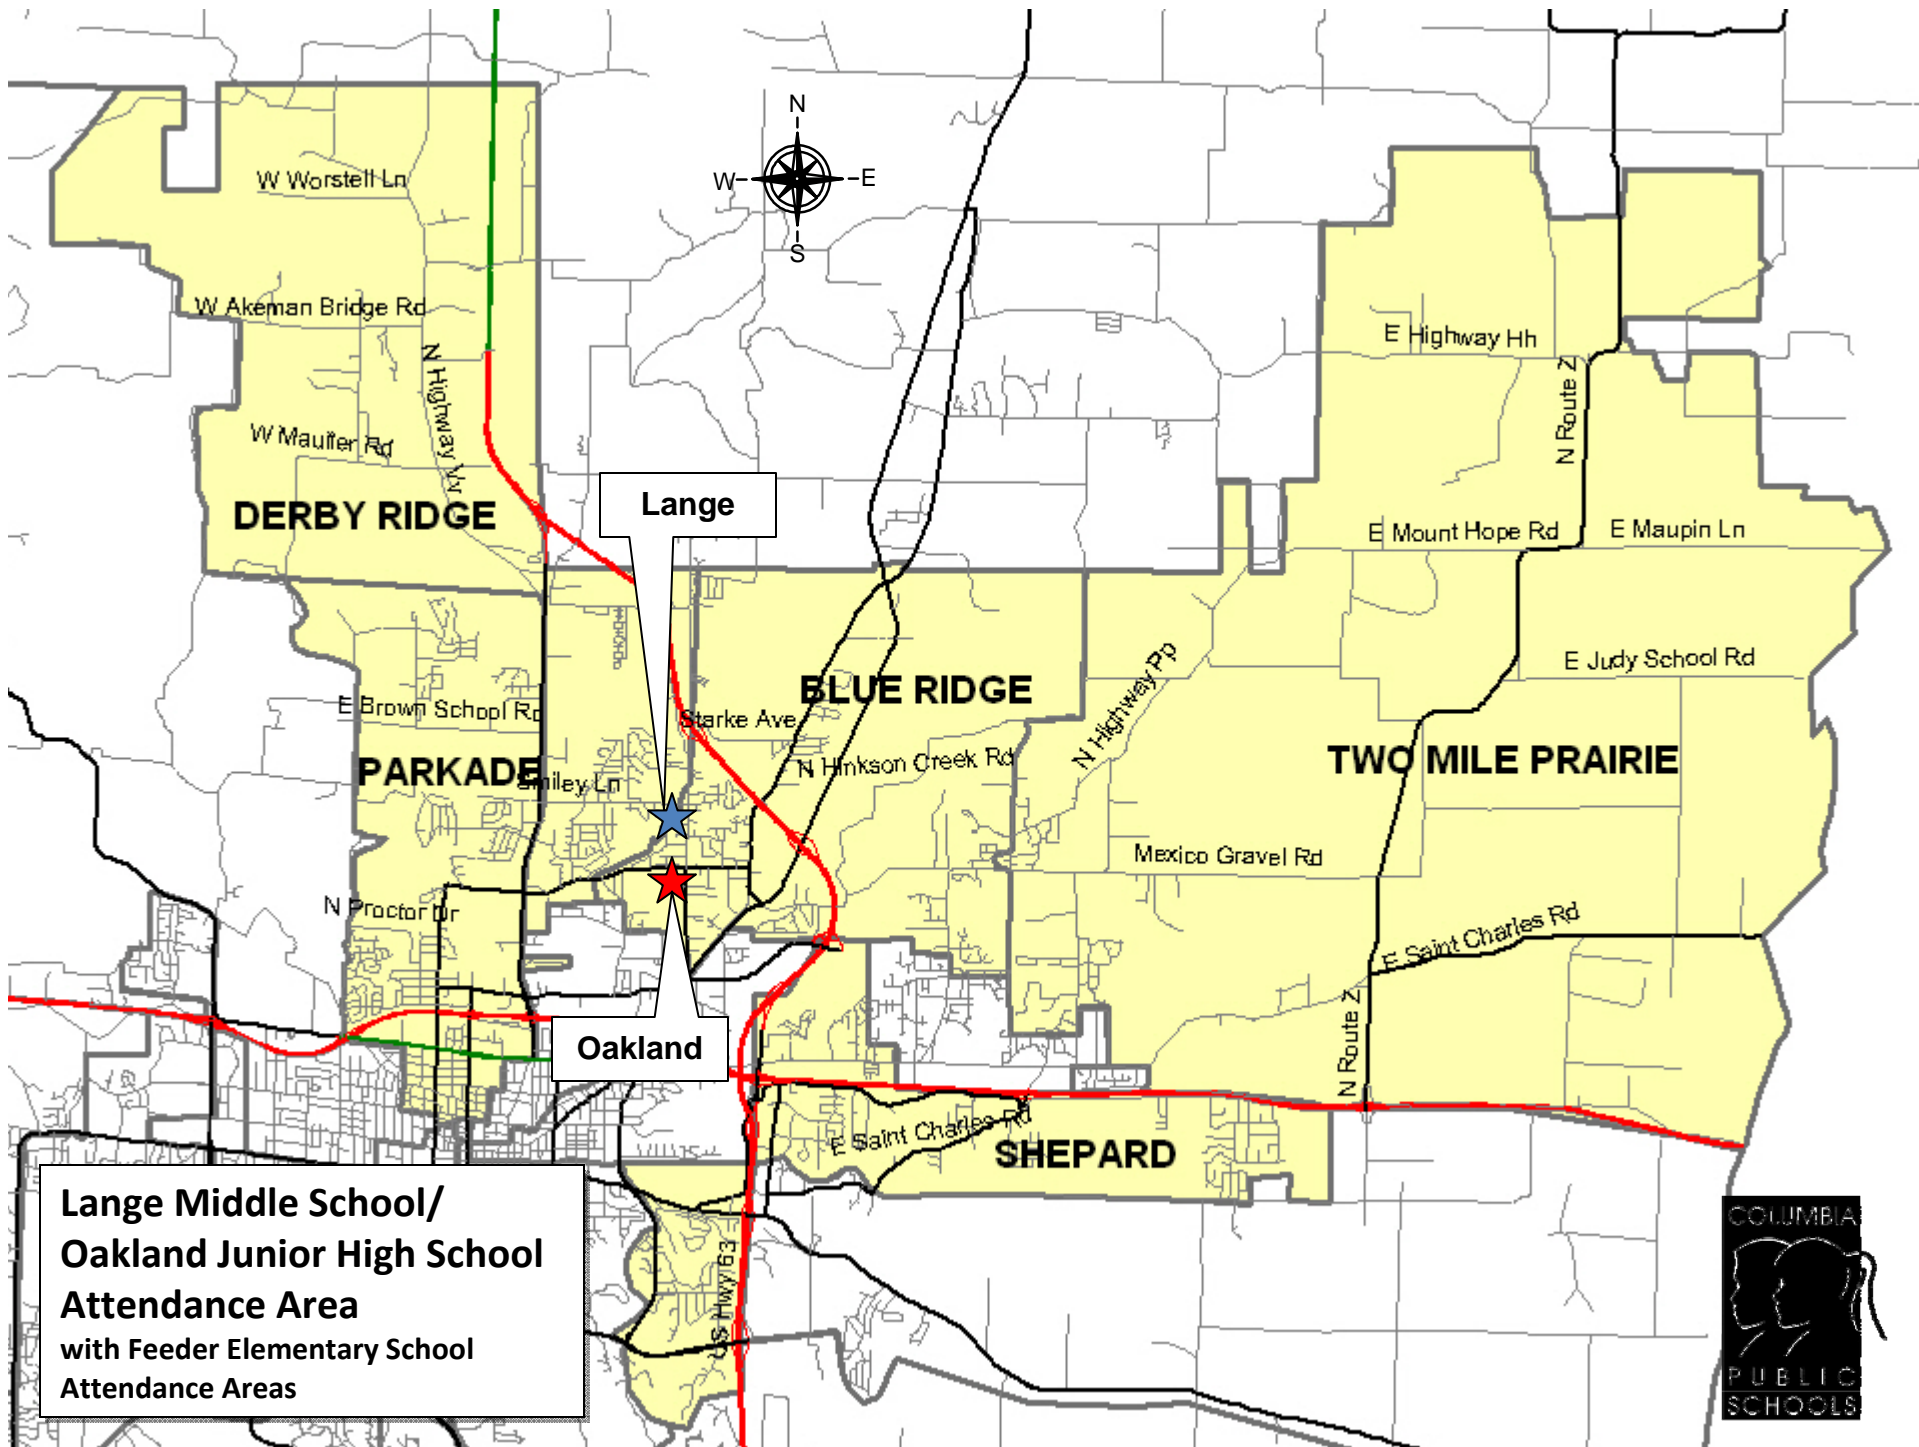 N
W
E
S
W Worstell Ln
W Akeman Bridge Rd
N Highway Vv
W Mauller Rd
DERBY RIDGE
Lange
E Highway Hh
N Route Z
E Mount Hope Rd
E Maupin Ln
E Judy School Rd
N Highway Pp
BLUE RIDGE
E Brown School Rd
Starke Ave
N Hinkson Creek Rd
TWO MILE PRAIRIE
PARKADE
Smiley Ln
Mexico Gravel Rd
N Proctor Dr
E Saint Charles Rd
N Route Z
Oakland
E Saint Charles Rd
SHEPARD
US Hwy 63
Lange Middle School/
Oakland Junior High School
Attendance Area
with Feeder Elementary School
Attendance Areas
COLUMBIA
PUBLIC
SCHOOLS